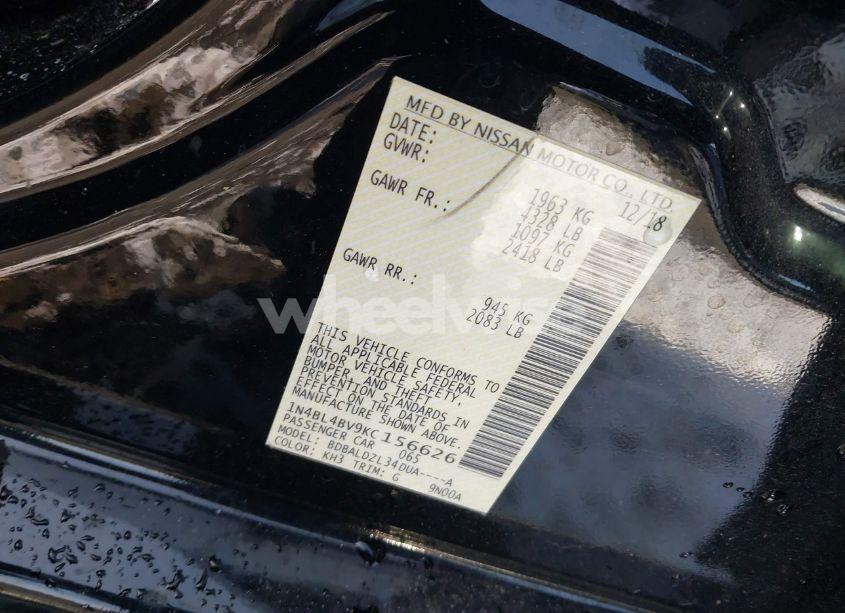 MFD BY NISSAN MOTOR CO., LTD.
DATE: 12/18
GVWR: 1963 KG
4328 LB
GAWR FR.: 1097 KG
2418 LB
GAWR RR.: 945 KG
2083 LB
THIS VEHICLE CONFORMS TO
ALL APPLICABLE FEDERAL
MOTOR VEHICLE SAFETY,
BUMPER, AND THEFT
PREVENTION STANDARDS IN
EFFECT ON THE DATE OF
MANUFACTURE SHOWN ABOVE.
1N4BL4BV9KC156626
PASSENGER CAR 065
MODEL: BDBALDZL34DUA----A
COLOR: KH3 TRIM: G 9N00A
wheelwise